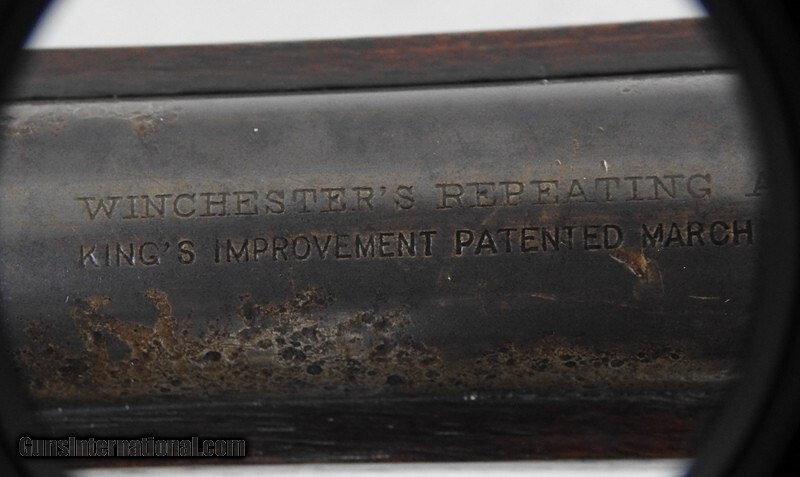 WINCHESTER'S REPEATING A
KING'S IMPROVEMENT PATENTED MARCH
GunsInternational.com